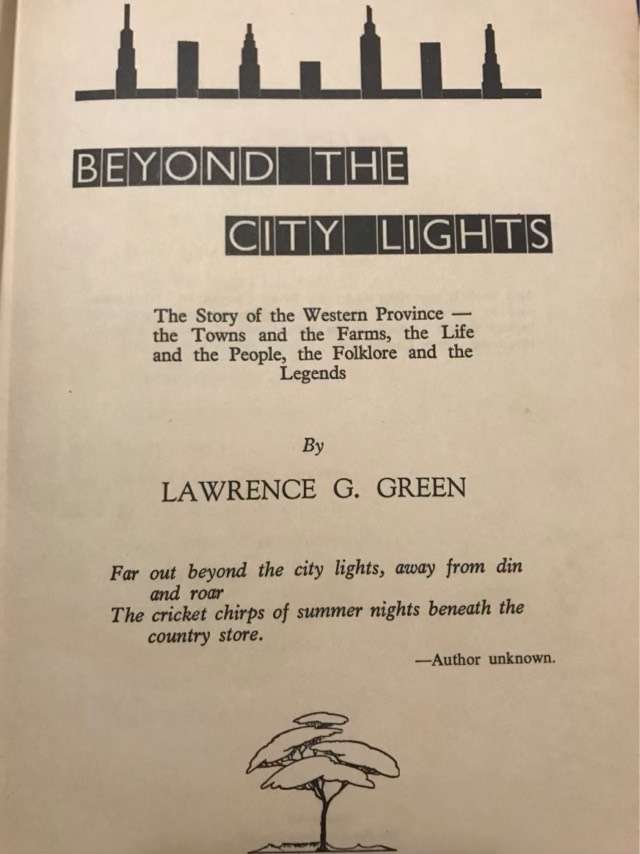 BEYOND THE
CITY LIGHTS
The Story of the Western Province —
the Towns and the Farms, the Life
and the People, the Folklore and the
Legends
By
LAWRENCE G. GREEN
Far out beyond the city lights, away from din
and roar
The cricket chirps of summer nights beneath the
country store.
—Author unknown.